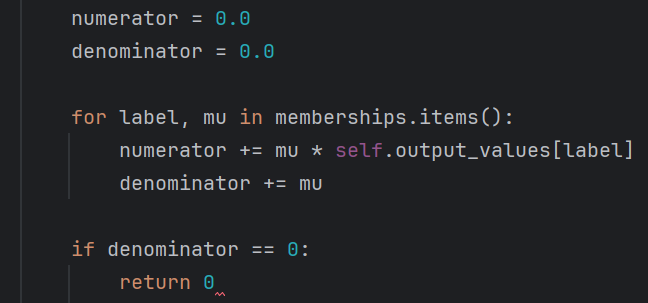 numerator = 0.0
denominator = 0.0
for label, mu in memberships.items():
numerator += mu * self.output_values[label]
denominator += mu
if denominator == 0:
return 0